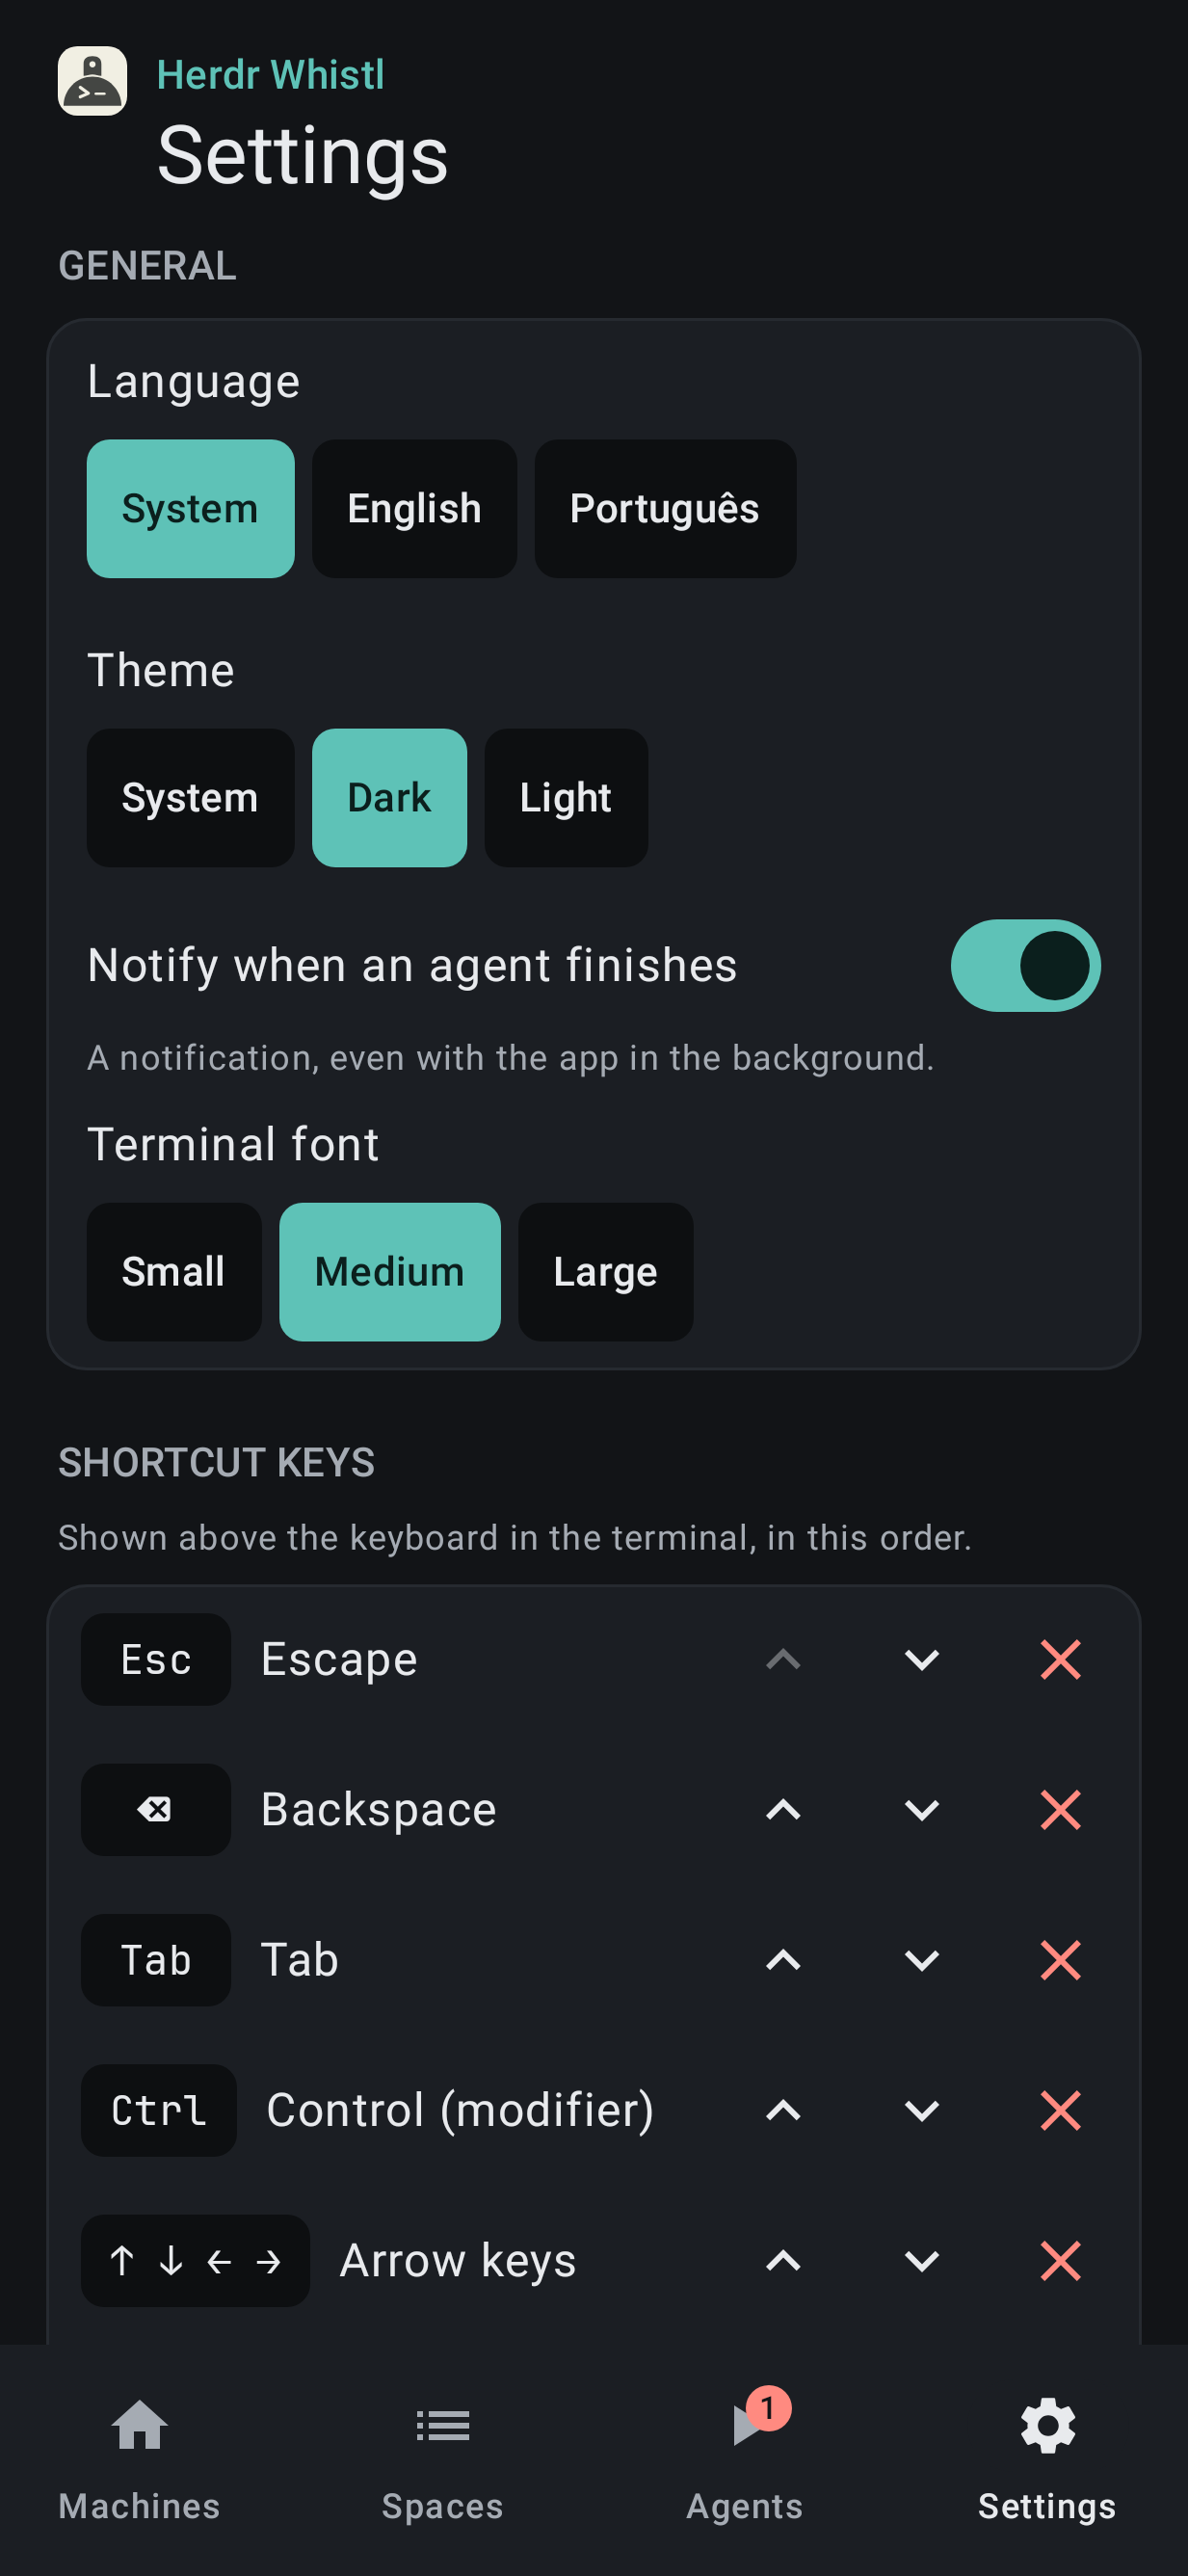 Herdr Whistl
Settings
GENERAL
Language
System English Português
Theme
System Dark Light
Notify when an agent finishes
A notification, even with the app in the background.
Terminal font
Small Medium Large
SHORTCUT KEYS
Shown above the keyboard in the terminal, in this order.
Esc Escape
Backspace
Tab Tab
Ctrl Control (modifier)
↑ ↓ ← → Arrow keys
1
Machines Spaces Agents Settings